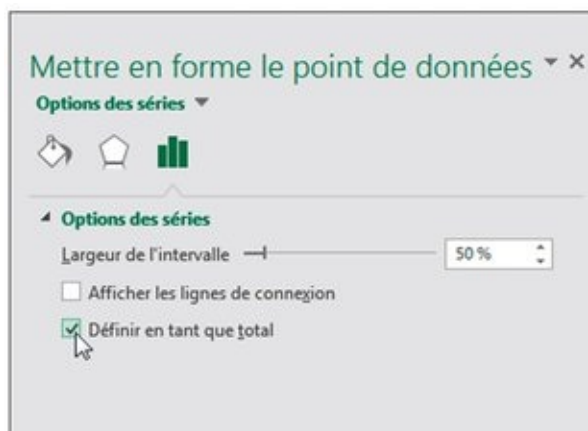 Mettre en forme le point de données
Options des séries
Options des séries
Largeur de l'intervalle 50 %
Afficher les lignes de connexion
Définir en tant que total